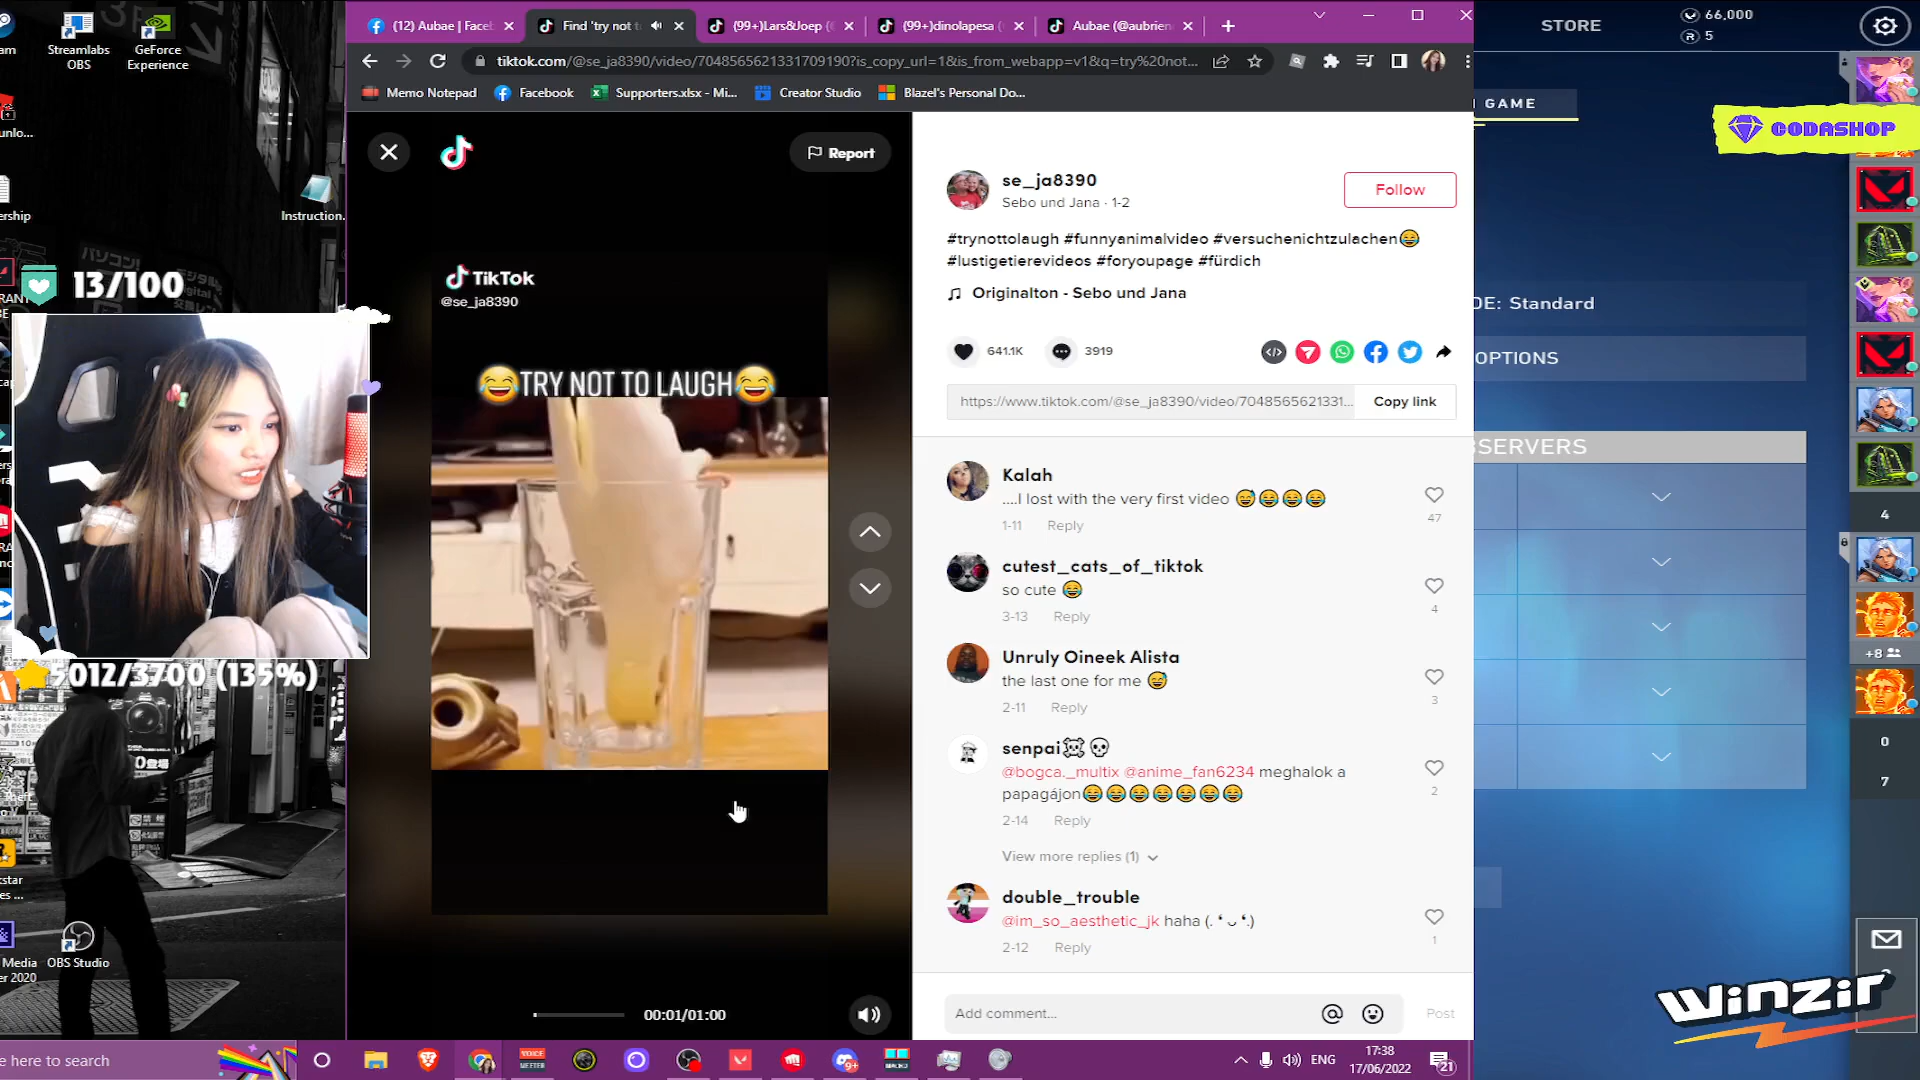 (12) Aubae | Face
Find 'try not t
(99+)Lars&Joep (
(99+)dinolapesa (
Aubae (@aubrien
tiktok.com/@se_ja8390/video/7048565621331709190?is_copy_url=1&is_from_webapp=v1&q=try%20not...
Memo Notepad
Facebook
Supporters.xlsx - Mi...
Creator Studio
Blazel's Personal Do...
Streamlabs
OBS
GeForce
Experience
Instruction.
13/100
5012/3700 (135%)
OBS Studio
Report
TikTok
@se_ja8390
😂TRY NOT TO LAUGH😂
00:01/01:00
se_ja8390
Sebo und Jana · 1-2
Follow
#trynottolaugh #funnyanimalvideo #versuchenichtzulachen😂
#lustigetierevideos #foryoupage #fürdich
Originalton - Sebo und Jana
641.1K
3919
https://www.tiktok.com/@se_ja8390/video/7048565621331...
Copy link
Kalah
....I lost with the very first video 😅😂😂😂
1-11 Reply
47
cutest_cats_of_tiktok
so cute 😂
3-13 Reply
4
Unruly Oineek Alista
the last one for me 😅
2-11 Reply
3
senpai☠💀
@bogca._multix @anime_fan6234 meghalok a
papagájon😂😂😂😂😂😂😂
2-14 Reply
2
View more replies (1)
double_trouble
@im_so_aesthetic_jk haha (. ❛ ᴗ ❛.)
2-12 Reply
1
Add comment...
Post
STORE
66,000
5
GAME
CODASHOP
DE: Standard
OPTIONS
SERVERS
4
+8
0
7
WINZIR
e here to search
ENG
17:38
17/06/2022
21